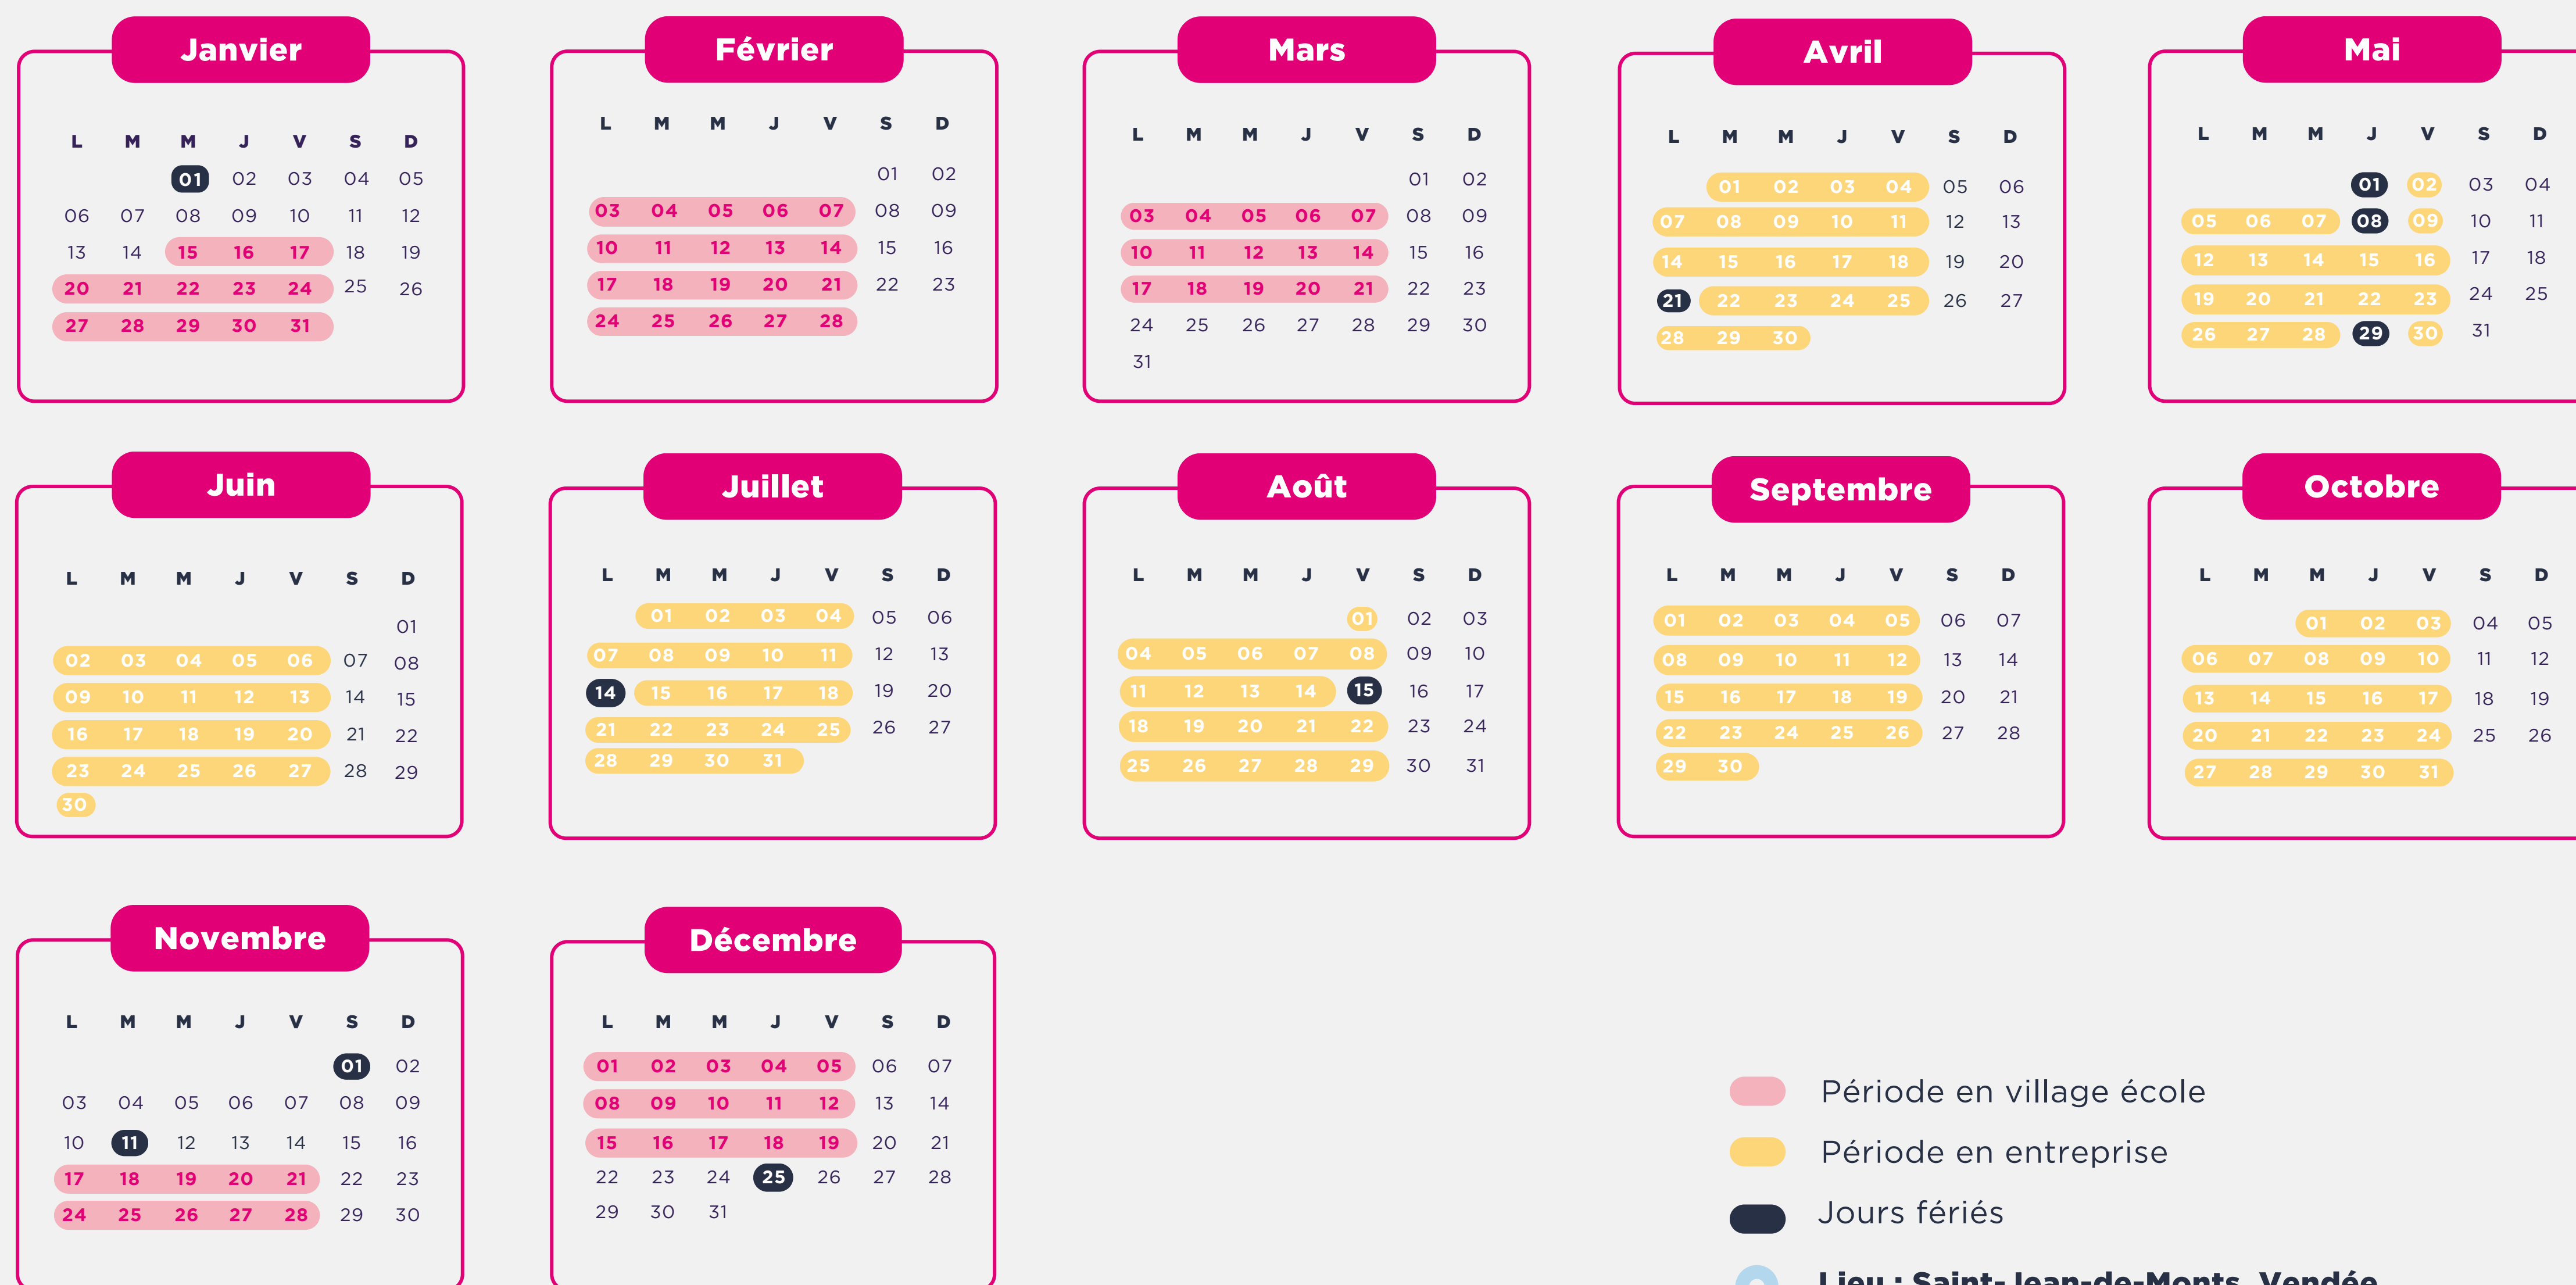 Janvier
L M M J V S D
01 02 03 04 05
06 07 08 09 10 11 12
13 14 15 16 17 18 19
20 21 22 23 24 25 26
27 28 29 30 31
Février
L M M J V S D
01 02
03 04 05 06 07 08 09
10 11 12 13 14 15 16
17 18 19 20 21 22 23
24 25 26 27 28
Mars
L M M J V S D
01 02
03 04 05 06 07 08 09
10 11 12 13 14 15 16
17 18 19 20 21 22 23
24 25 26 27 28 29 30
31
Avril
L M M J V S D
01 02 03 04 05 06
07 08 09 10 11 12 13
14 15 16 17 18 19 20
21 22 23 24 25 26 27
28 29 30
Mai
L M M J V S D
01 02 03 04
05 06 07 08 09 10 11
12 13 14 15 16 17 18
19 20 21 22 23 24 25
26 27 28 29 30 31
Juin
L M M J V S D
01
02 03 04 05 06 07 08
09 10 11 12 13 14 15
16 17 18 19 20 21 22
23 24 25 26 27 28 29
30
Juillet
L M M J V S D
01 02 03 04 05 06
07 08 09 10 11 12 13
14 15 16 17 18 19 20
21 22 23 24 25 26 27
28 29 30 31
Août
L M M J V S D
01 02 03
04 05 06 07 08 09 10
11 12 13 14 15 16 17
18 19 20 21 22 23 24
25 26 27 28 29 30 31
Septembre
L M M J V S D
01 02 03 04 05 06 07
08 09 10 11 12 13 14
15 16 17 18 19 20 21
22 23 24 25 26 27 28
29 30
Octobre
L M M J V S D
01 02 03 04 05
06 07 08 09 10 11 12
13 14 15 16 17 18 19
20 21 22 23 24 25 26
27 28 29 30 31
Novembre
L M M J V S D
01 02
03 04 05 06 07 08 09
10 11 12 13 14 15 16
17 18 19 20 21 22 23
24 25 26 27 28 29 30
Décembre
L M M J V S D
01 02 03 04 05 06 07
08 09 10 11 12 13 14
15 16 17 18 19 20 21
22 23 24 25 26 27 28
29 30 31
Période en village école
Période en entreprise
Jours fériés
Lieu : Saint-Jean-de-Monts, Vendée